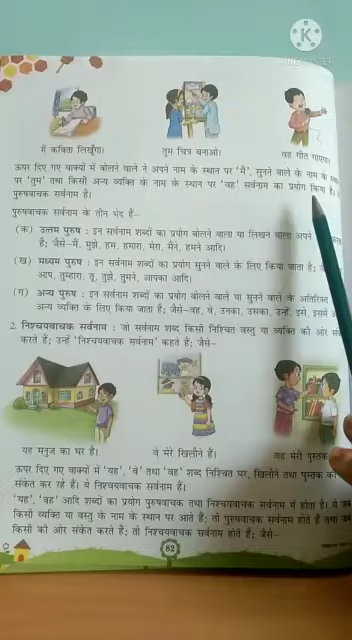 KINEMASTER
मैं कविता लिखूँगा।
तुम चित्र बनाओ।
वह गीत गाएगा।
ऊपर दिए गए वाक्यों में बोलने वाले ने अपने नाम के स्थान पर 'मैं', सुनने वाले के नाम के स्थान
पर 'तुम' तथा किसी अन्य व्यक्ति के नाम के स्थान पर 'वह' सर्वनाम का प्रयोग किया है।
पुरुषवाचक सर्वनाम हैं।
पुरुषवाचक सर्वनाम के तीन भेद हैं–
(क) उत्तम पुरुष : इन सर्वनाम शब्दों का प्रयोग बोलने वाला या लिखने वाला अपने
है; जैसे–मैं, मुझे, हम, हमारा, मेरा, मैंने, हमने आदि।
(ख) मध्यम पुरुष : इन सर्वनाम शब्दों का प्रयोग सुनने वाले के लिए किया जाता है;
आप, तुम्हारा, तू, तुझे, तुमने, आपका आदि।
(ग) अन्य पुरुष : इन सर्वनाम शब्दों का प्रयोग बोलने वाले या सुनने वाले के अतिरिक्त
अन्य व्यक्ति के लिए किया जाता है; जैसे–वह, वे, उनका, उसका, उन्हें, इसे, इसमें
2. निश्चयवाचक सर्वनाम : जो सर्वनाम शब्द किसी निश्चित वस्तु या व्यक्ति की ओर
करते हैं; उन्हें 'निश्चयवाचक सर्वनाम' कहते हैं; जैसे–
यह मनुज का घर है।
वे मेरे खिलौने हैं।
वह मेरी पुस्तक
ऊपर दिए गए वाक्यों में 'यह', 'वे' तथा 'वह' शब्द निश्चित घर, खिलौने तथा पुस्तक की
संकेत कर रहे हैं। ये निश्चयवाचक सर्वनाम हैं।
'यह', 'वह' आदि शब्दों का प्रयोग पुरुषवाचक तथा निश्चयवाचक सर्वनाम में होता है। ये जब
किसी व्यक्ति या वस्तु के नाम के स्थान पर आते हैं; तो पुरुषवाचक सर्वनाम होते हैं तथा जब
किसी की ओर संकेत करते हैं; तो निश्चयवाचक सर्वनाम होते हैं; जैसे–
82